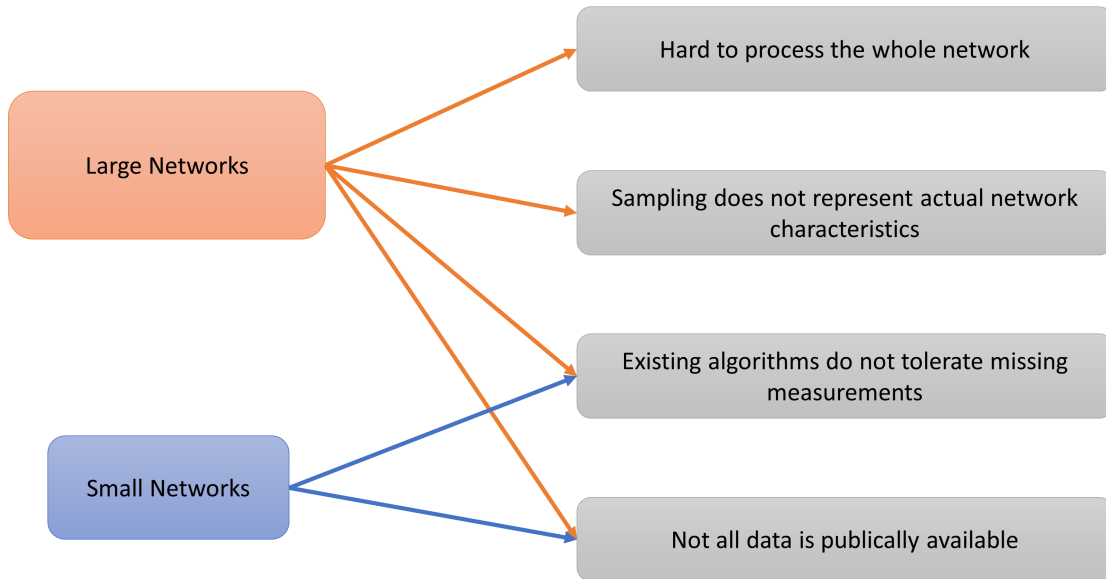 Large Networks
Small Networks
Hard to process the whole network
Sampling does not represent actual network
characteristics
Existing algorithms do not tolerate missing
measurements
Not all data is publically available